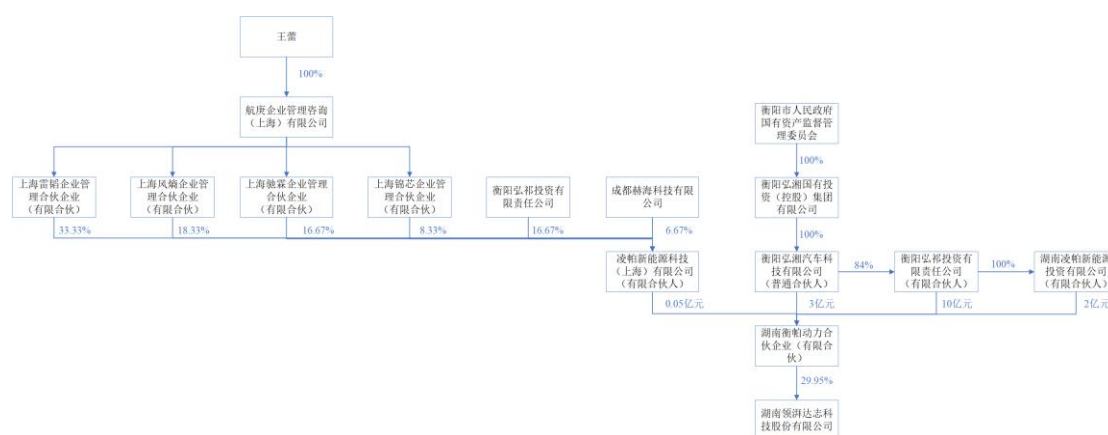 王蕾
100%
航庚企业管理咨询
（上海）有限公司
衡阳市人民政府
国有资产监督管
理委员会
100%
上海雷韬企业管
理合伙企业
（有限合伙）
上海风熵企业管
理合伙企业
（有限合伙）
上海驰霖企业管理
合伙企业
（有限合伙）
上海锦芯企业管
理合伙企业
（有限合伙）
衡阳弘祁投资有
限责任公司
成都赫海科技有限
公司
衡阳弘湘国有投
资（控股）集团
有限公司
33.33%
18.33%
16.67%
8.33%
16.67%
6.67%
100%
凌帕新能源科技
（上海）有限公司
（有限合伙人）
衡阳弘湘汽车科
技有限公司
（普通合伙人）
84%
衡阳弘祁投资有
限责任公司
（有限合伙人）
100%
湖南凌帕新能源
投资有限公司
（有限合伙人）
0.05亿元
3亿元
10亿元
2亿元
湖南衡帕动力合
伙企业（有限合
伙）
29.95%
湖南领湃达志科
技股份有限公司